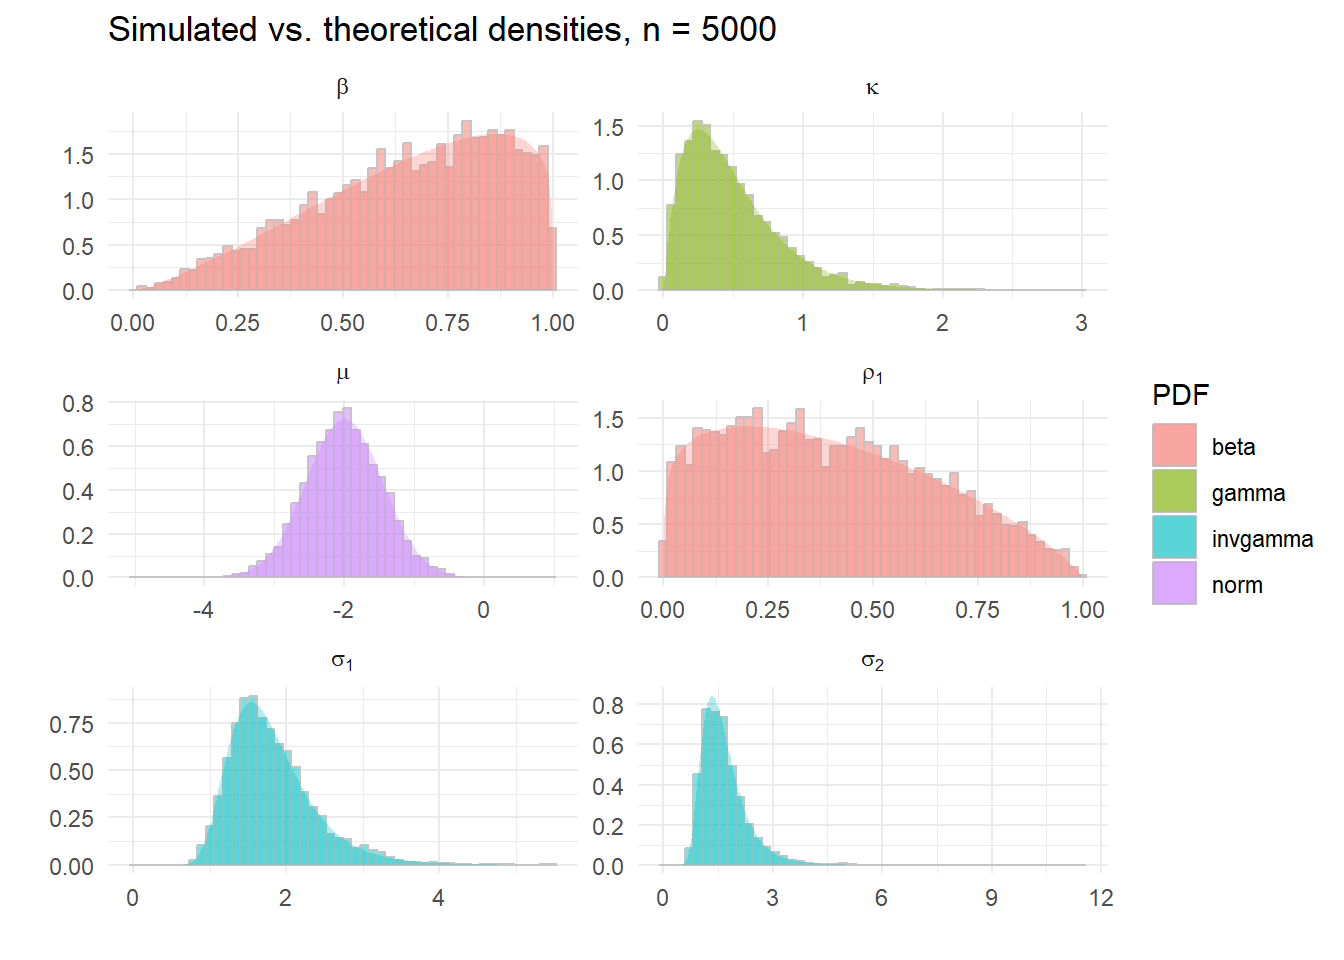 Simulated vs. theoretical densities, n = 5000
β
1.5
1.0
0.5
0.0
0.00 0.25 0.50 0.75 1.00
κ
1.5
1.0
0.5
0.0
0 1 2 3
μ
0.8
0.6
0.4
0.2
0.0
-4 -2 0
ρ₁
1.5
1.0
0.5
0.0
0.00 0.25 0.50 0.75 1.00
σ₁
0.75
0.50
0.25
0.00
0 2 4
σ₂
0.8
0.6
0.4
0.2
0.0
0 3 6 9 12
PDF
beta
gamma
invgamma
norm